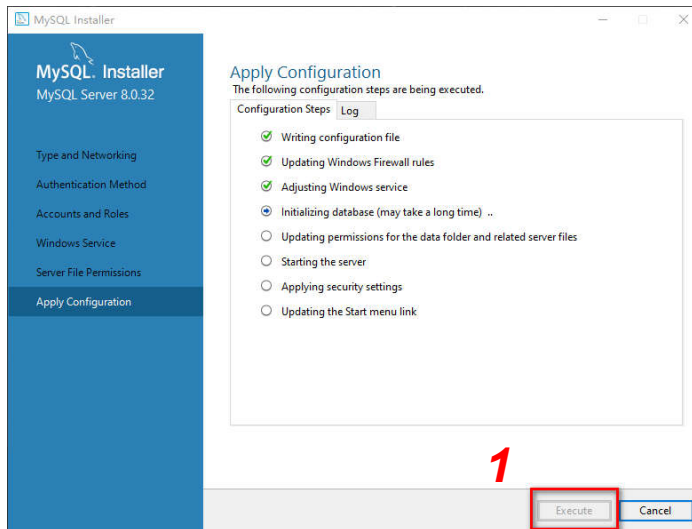 MySQL Installer
MySQL. Installer
MySQL Server 8.0.32
Type and Networking
Authentication Method
Accounts and Roles
Windows Service
Server File Permissions
Apply Configuration
Apply Configuration
The following configuration steps are being executed.
Configuration Steps Log
Writing configuration file
Updating Windows Firewall rules
Adjusting Windows service
Initializing database (may take a long time) ..
Updating permissions for the data folder and related server files
Starting the server
Applying security settings
Updating the Start menu link
1
Execute Cancel